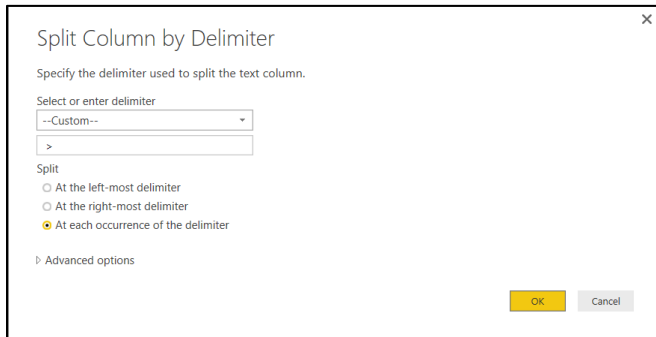 Split Column by Delimiter
Specify the delimiter used to split the text column.
Select or enter delimiter
--Custom--
>
Split
At the left-most delimiter
At the right-most delimiter
At each occurrence of the delimiter
Advanced options
OK Cancel